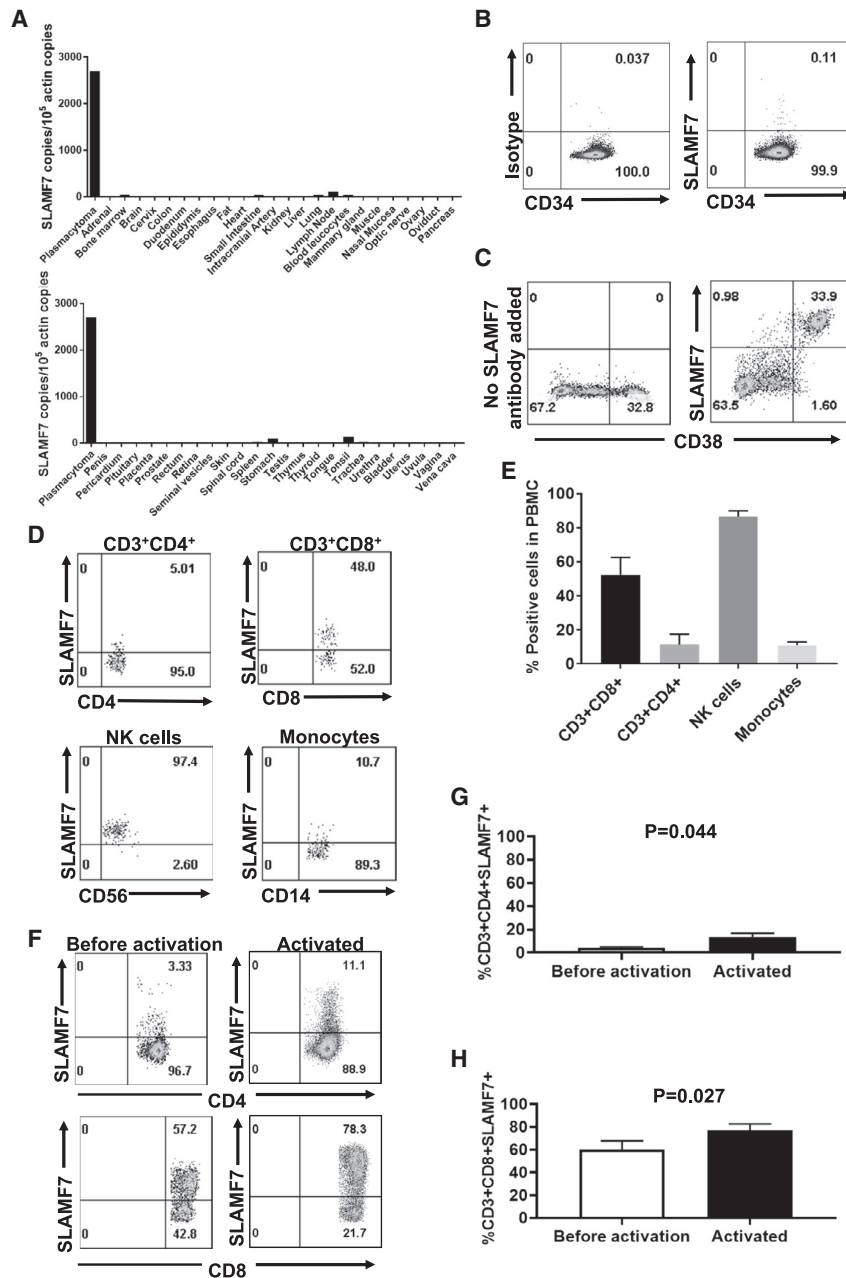 A
SLAMF7 copies/10⁵ actin copies
3000
2000
1000
0
Plasmacytoma
Adrenal
Bone marrow
Brain
Cervix
Colon
Duodenum
Epididymis
Esophagus
Fat
Heart
Small Intestine
Intracranial Artery
Kidney
Liver
Lung
Lymph Node
Blood leucocytes
Mammary gland
Muscle
Nasal Mucosa
Optic nerve
Ovary
Oviduct
Pancreas
SLAMF7 copies/10⁵ actin copies
3000
2000
1000
0
Plasmacytoma
Penis
Pericardium
Pituitary
Placenta
Prostate
Rectum
Retina
Seminal vesicles
Skin
Spinal cord
Spleen
Stomach
Testis
Thymus
Thyroid
Tongue
Tonsil
Trachea
Urethra
Bladder
Uterus
Uvula
Vagina
Vena cava
B
Isotype
0
0.037
0
100.0
CD34
SLAMF7
0
0.11
0
99.9
CD34
C
No SLAMF7
antibody added
0
0
67.2
32.8
SLAMF7
0.98
33.9
63.5
1.60
CD38
D
CD3⁺CD4⁺
SLAMF7
0
5.01
0
95.0
CD4
CD3⁺CD8⁺
SLAMF7
0
48.0
0
52.0
CD8
NK cells
SLAMF7
0
97.4
0
2.60
CD56
Monocytes
SLAMF7
0
10.7
0
89.3
CD14
E
% Positive cells in PBMC
100
80
60
40
20
0
CD3+CD8+
CD3+CD4+
NK cells
Monocytes
F
Before activation
Activated
SLAMF7
0
3.33
0
96.7
SLAMF7
0
11.1
0
88.9
CD4
SLAMF7
0
57.2
0
42.8
SLAMF7
0
78.3
0
21.7
CD8
G
%CD3+CD4+SLAMF7+
100
80
60
40
20
0
P=0.044
Before activation
Activated
H
%CD3+CD8+SLAMF7+
100
80
60
40
20
0
P=0.027
Before activation
Activated